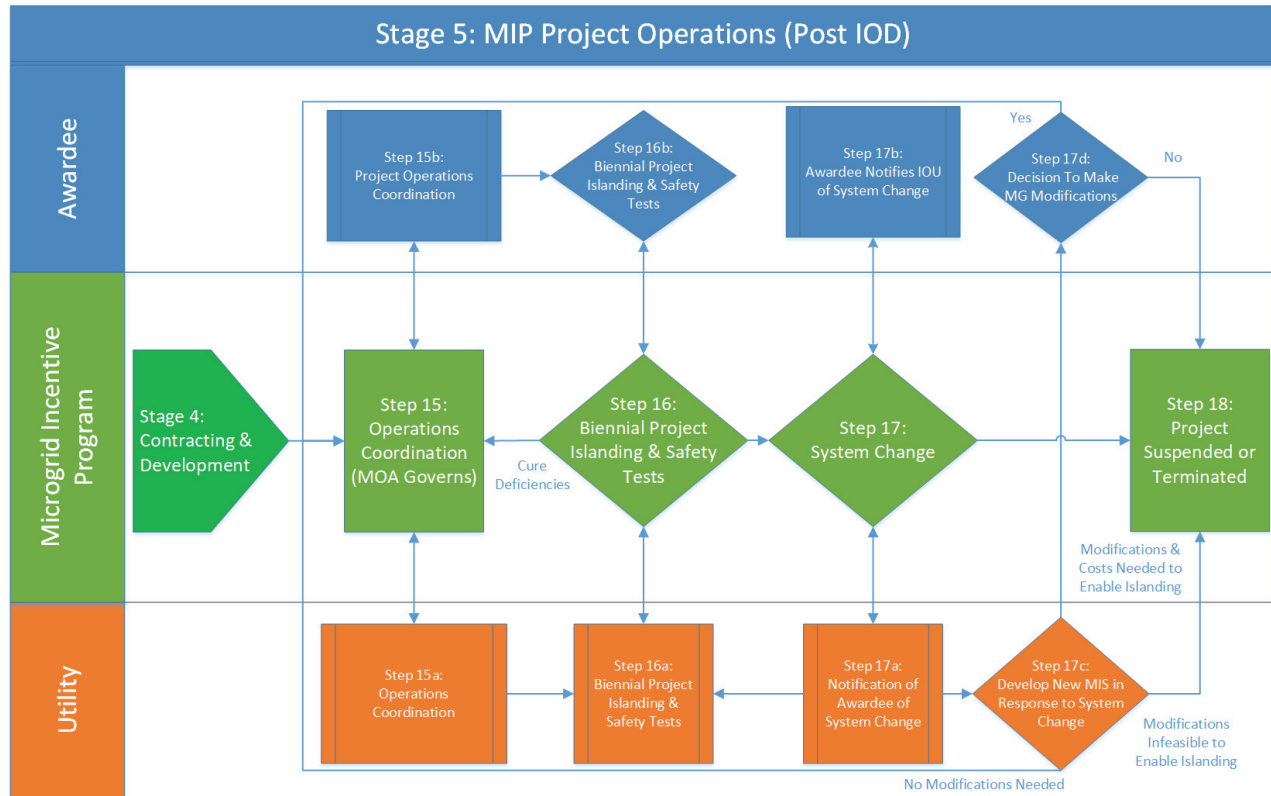 Stage 5: MIP Project Operations (Post IOD)
Awardee
Step 15b:
Project Operations
Coordination
Step 16b:
Biennial Project
Islanding & Safety
Tests
Step 17b:
Awardee Notifies IOU
of System Change
Yes
Step 17d:
Decision To Make
MG Modifications
No
Microgrid Incentive
Program
Stage 4:
Contracting &
Development
Step 15:
Operations
Coordination
(MOA Governs)
Cure
Deficiencies
Step 16:
Biennial Project
Islanding & Safety
Tests
Step 17:
System Change
Step 18:
Project
Suspended or
Terminated
Modifications &
Costs Needed to
Enable Islanding
Utility
Step 15a:
Operations
Coordination
Step 16a:
Biennial Project
Islanding &
Safety Tests
Step 17a:
Notification of
Awardee of
System Change
Step 17c:
Develop New MIS in
Response to System
Change
Modifications
Infeasible to
Enable Islanding
No Modifications Needed